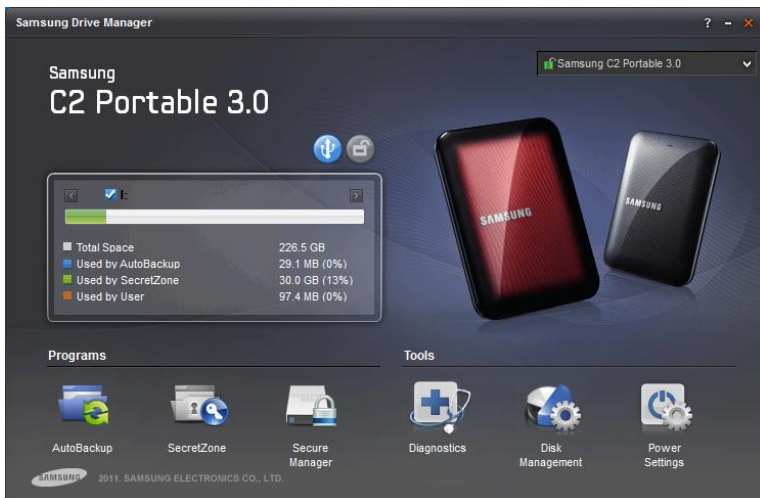 Samsung Drive Manager
? - ×
Samsung C2 Portable 3.0
Samsung
C2 Portable 3.0
< I: >
Total Space 226.5 GB
Used by AutoBackup 29.1 MB (0%)
Used by SecretZone 30.0 GB (13%)
Used by User 97.4 MB (0%)
SAMSUNG
SAMSUNG
Programs
Tools
AutoBackup
SecretZone
Secure
Manager
Diagnostics
Disk
Management
Power
Settings
SAMSUNG 2011. SAMSUNG ELECTRONICS CO., LTD.